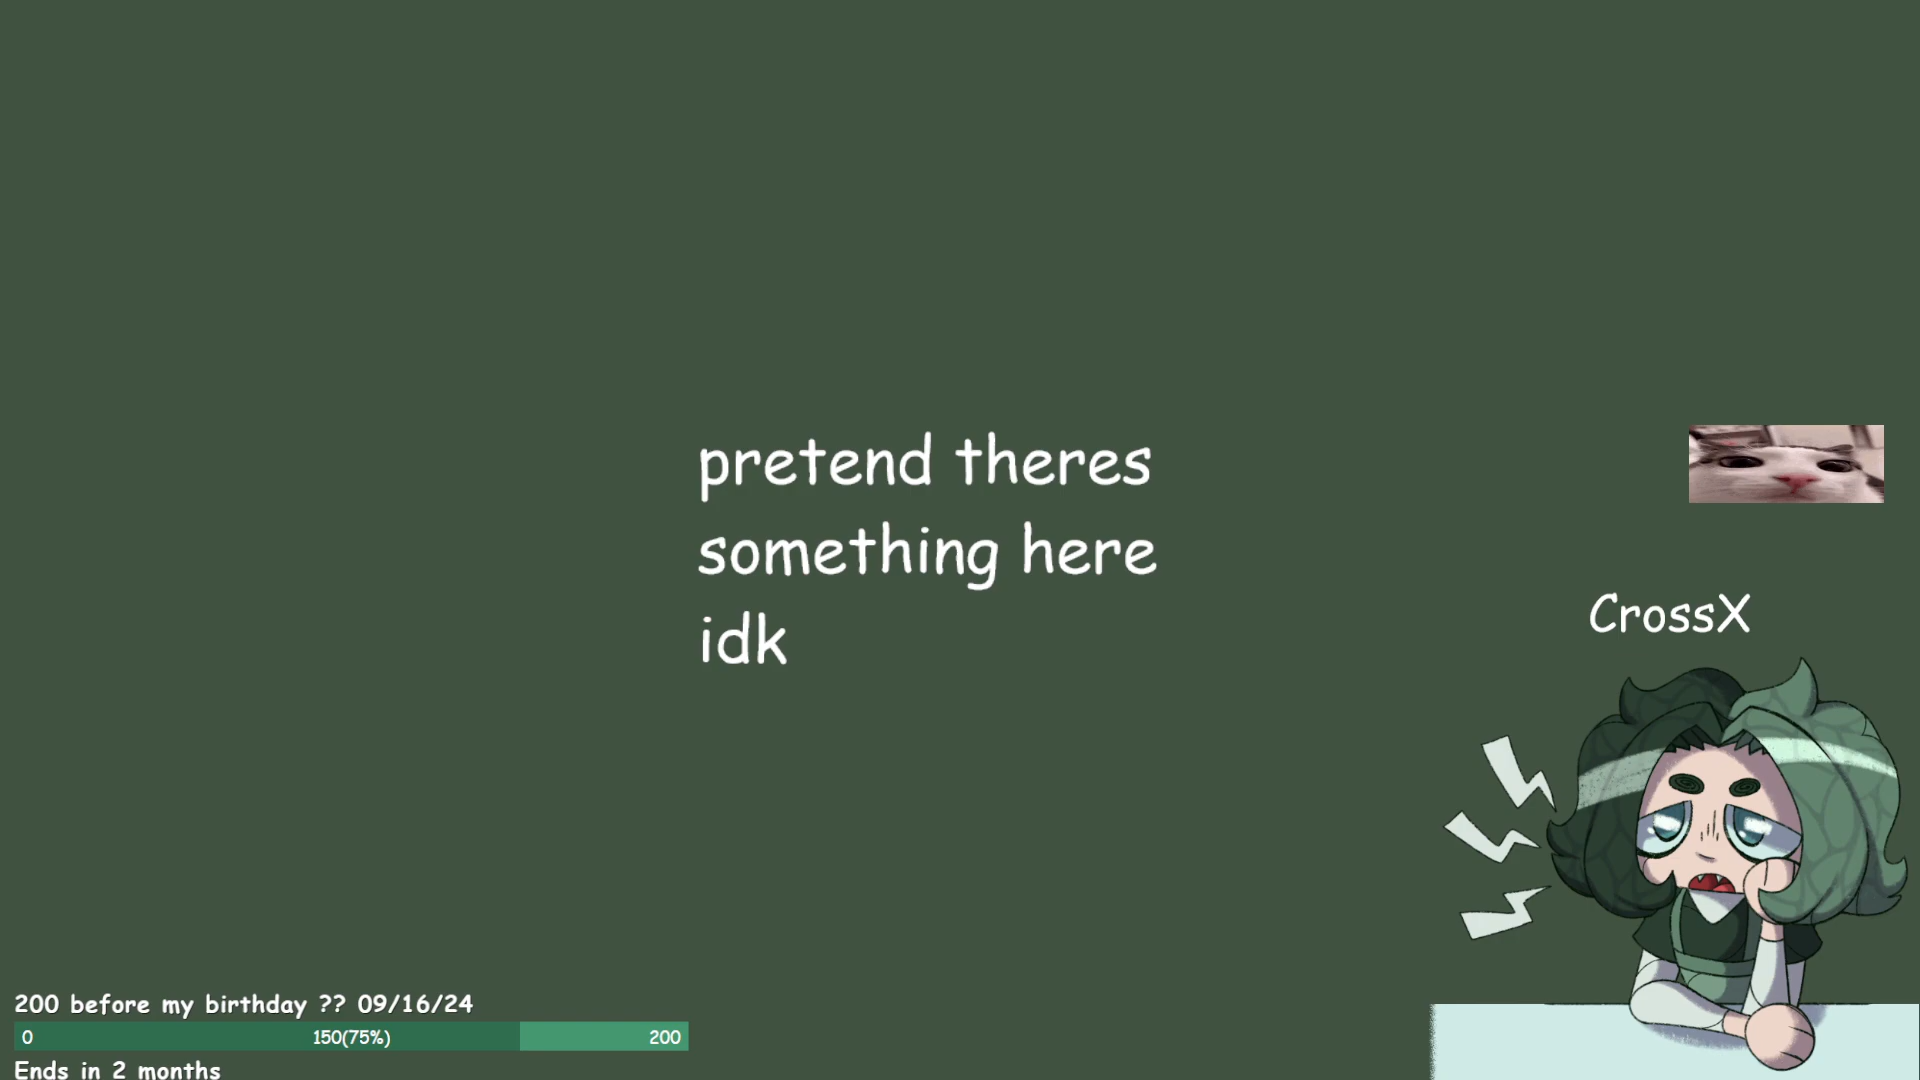 pretend theres
something here
idk
CrossX
200 before my birthday ?? 09/16/24
0 150(75%) 200
Ends in 2 months